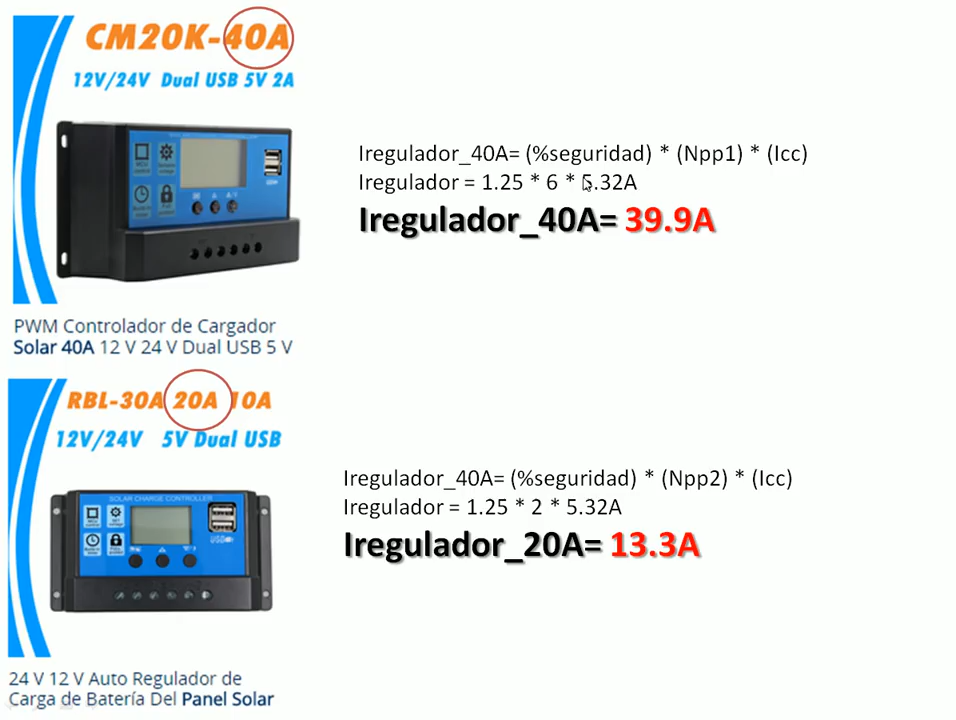 CM20K-40A
12V/24V Dual USB 5V 2A
Iregulador_40A= (%seguridad) * (Npp1) * (Icc)
Iregulador = 1.25 * 6 * 5.32A
Iregulador_40A= 39.9A
PWM Controlador de Cargador
Solar 40A 12 V 24 V Dual USB 5 V
RBL-30A 20A 10A
12V/24V 5V Dual USB
SOLAR CHARGE CONTROLLER
Iregulador_40A= (%seguridad) * (Npp2) * (Icc)
Iregulador = 1.25 * 2 * 5.32A
Iregulador_20A= 13.3A
24 V 12 V Auto Regulador de
Carga de Batería Del Panel Solar